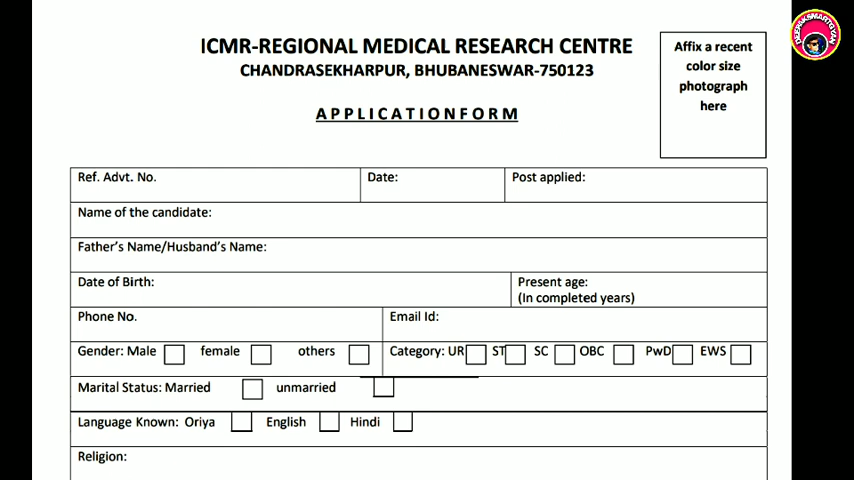 ICMR-REGIONAL MEDICAL RESEARCH CENTRE
CHANDRASEKHARPUR, BHUBANESWAR-750123
APPLICATIONFORM
Affix a recent
color size
photograph
here
DEEPAKSMARTGYAN
Ref. Advt. No. Date: Post applied:
Name of the candidate:
Father's Name/Husband's Name:
Date of Birth: Present age:
(In completed years)
Phone No. Email Id:
Gender: Male female others Category: UR ST SC OBC PwD EWS
Marital Status: Married unmarried
Language Known: Oriya English Hindi
Religion: